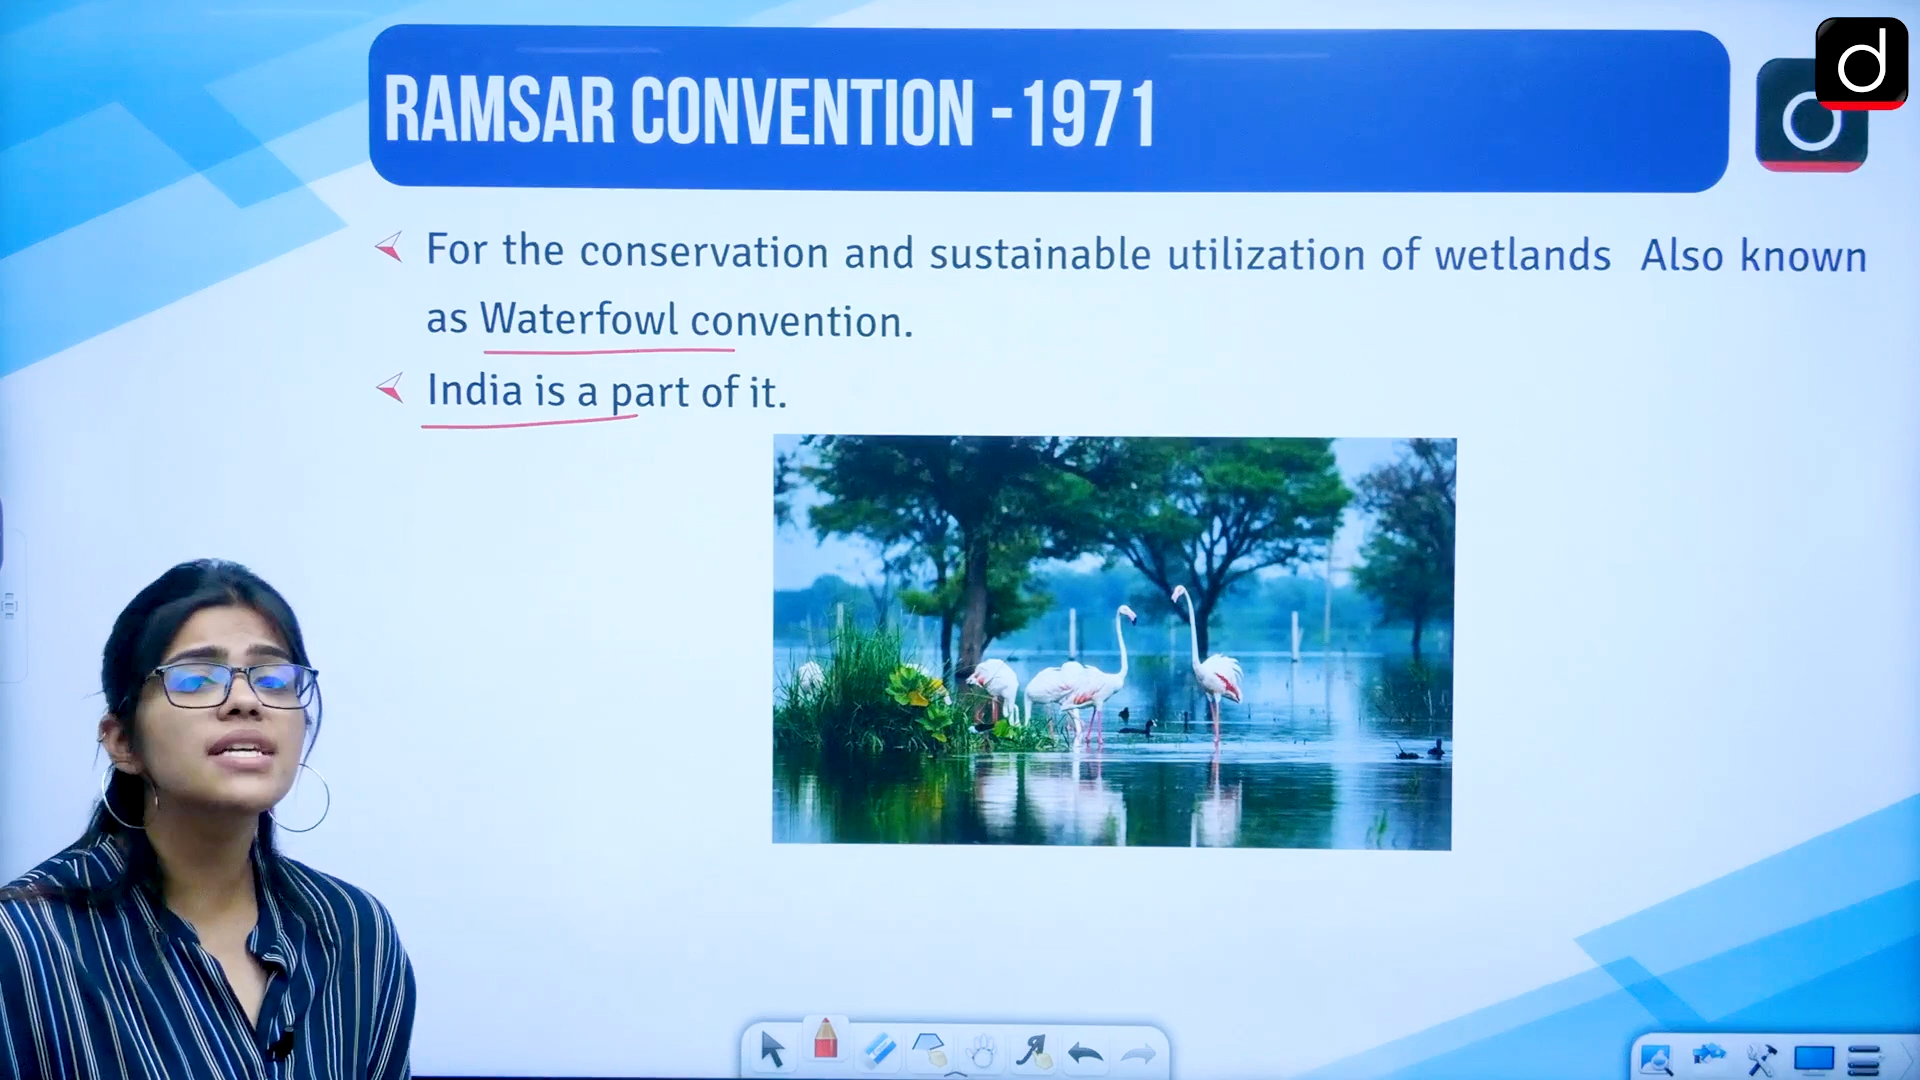 RAMSAR CONVENTION -1971
d
For the conservation and sustainable utilization of wetlands Also known
as Waterfowl convention.
India is a part of it.